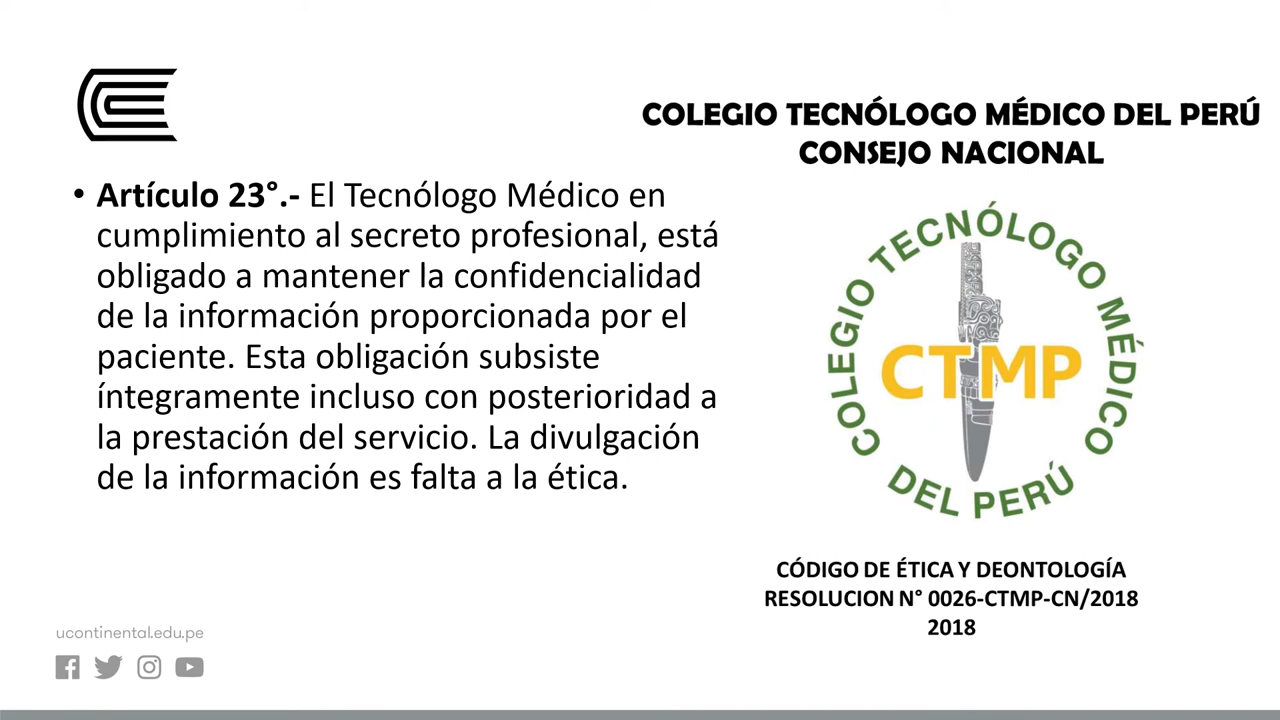 COLEGIO TECNÓLOGO MÉDICO DEL PERÚ
CONSEJO NACIONAL
• Artículo 23°.- El Tecnólogo Médico en
cumplimiento al secreto profesional, está
obligado a mantener la confidencialidad
de la información proporcionada por el
paciente. Esta obligación subsiste
íntegramente incluso con posterioridad a
la prestación del servicio. La divulgación
de la información es falta a la ética.
COLEGIO TECNÓLOGO MÉDICO
CTMP
DEL PERÚ
CÓDIGO DE ÉTICA Y DEONTOLOGÍA
RESOLUCION N° 0026-CTMP-CN/2018
2018
ucontinental.edu.pe